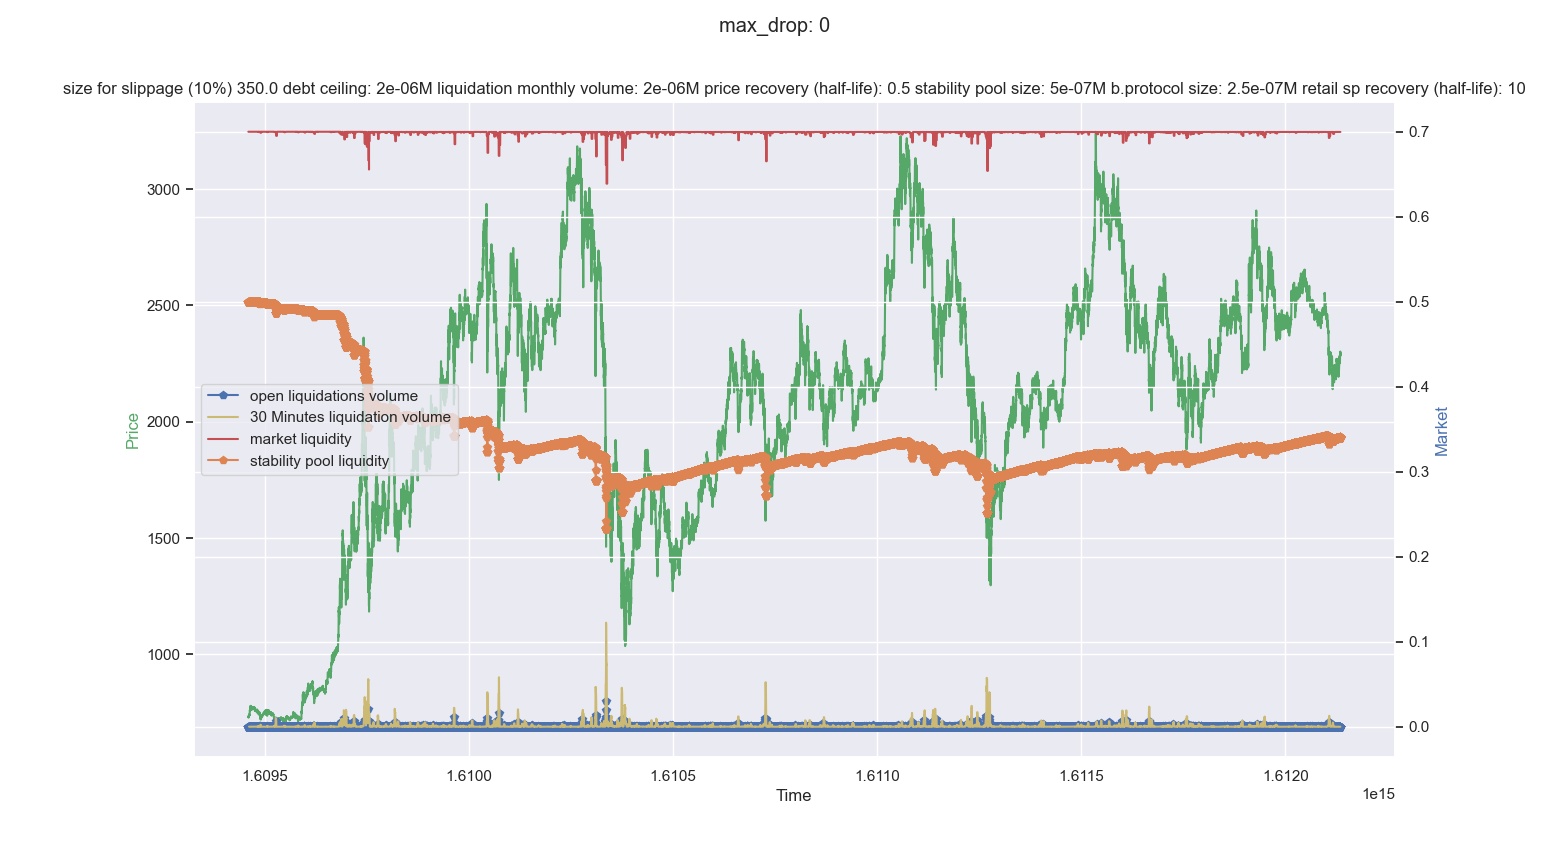 max_drop: 0
size for slippage (10%) 350.0 debt ceiling: 2e-06M liquidation monthly volume: 2e-06M price recovery (half-life): 0.5 stability pool size: 5e-07M b.protocol size: 2.5e-07M retail sp recovery (half-life): 10
3000
2500
2000
1500
1000
Price
open liquidations volume
30 Minutes liquidation volume
market liquidity
stability pool liquidity
0.7
0.6
0.5
0.4
0.3
0.2
0.1
0.0
Market
1.6095 1.6100 1.6105 1.6110 1.6115 1.6120
Time
1e15